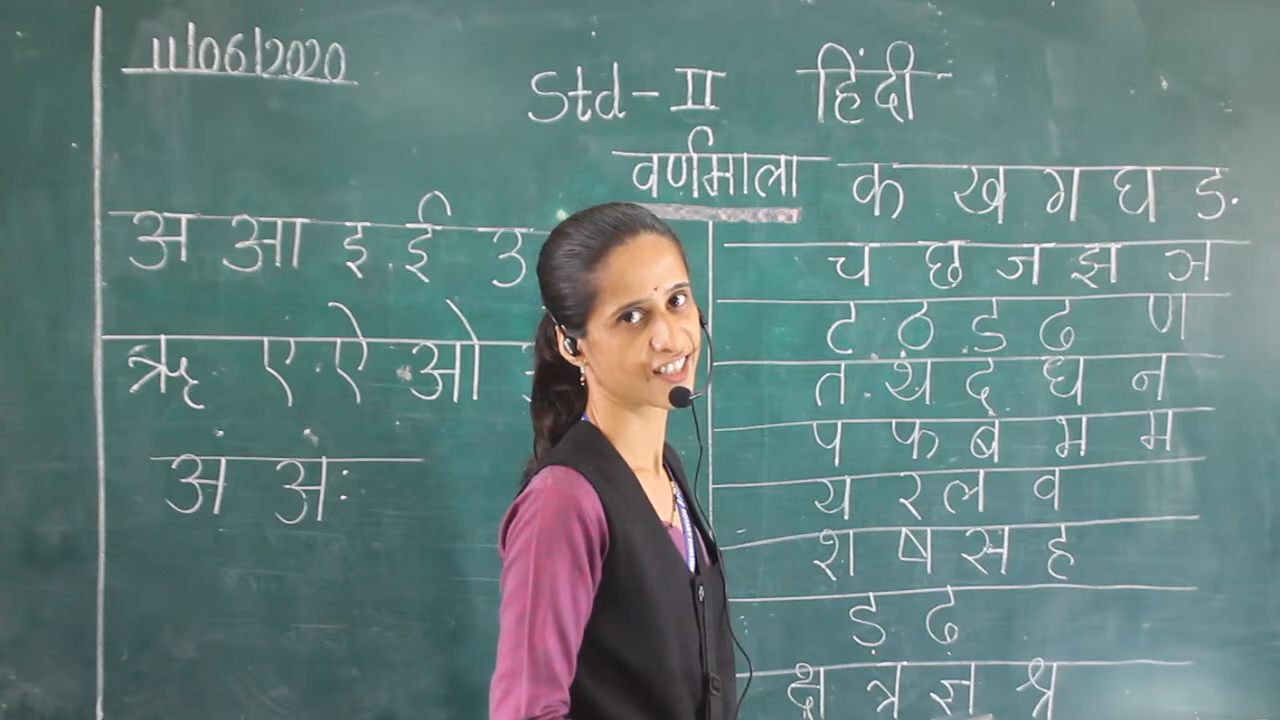 11/06/2020
Std - II हिंदी
वर्णमाला
अ आ इ ई उ
ऋ ए ऐ ओ
अं अः
क ख ग घ ङ
च छ ज झ ञ
ट ठ ड ढ ण
त थ द ध न
प फ ब भ म
य र ल व
श ष स ह
ड़ ढ़
क्ष त्र ज्ञ श्र